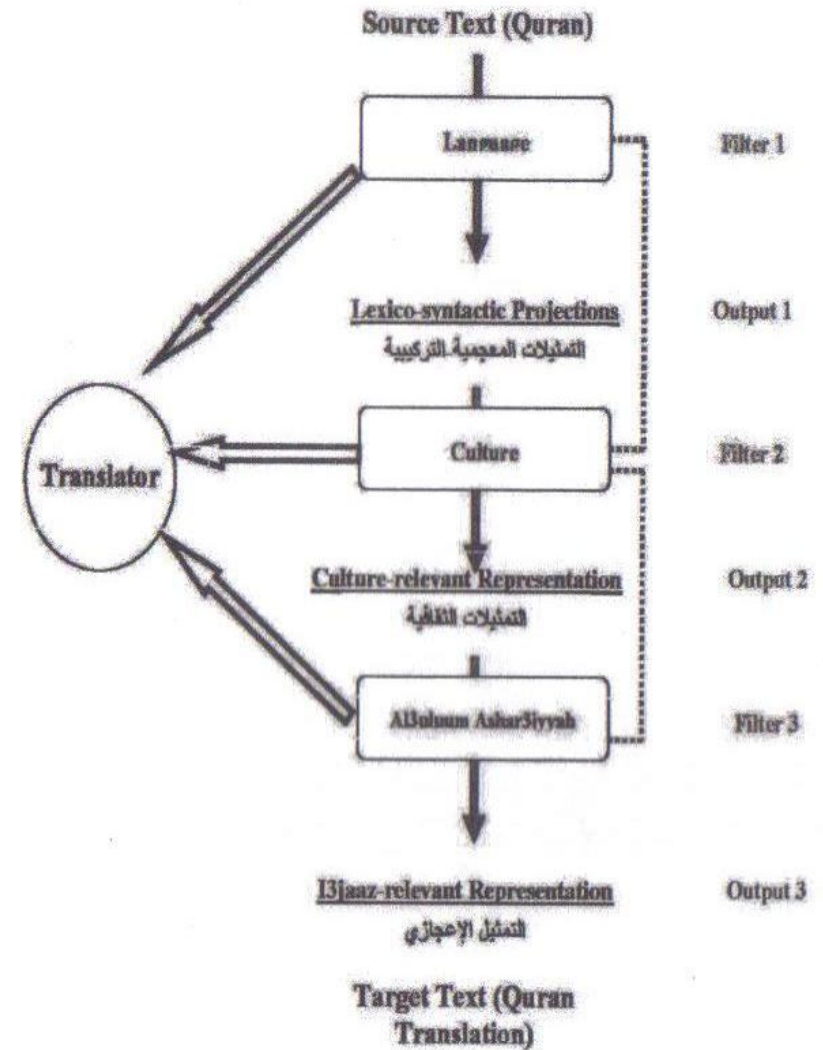 Source Text (Quran)
Language
Filter 1
Lexico-syntactic Projections
Output 1
التمثيلات المعجمية التركيبية
Translator
Culture
Filter 2
Culture-relevant Representation
Output 2
التمثيلات الثقافية
Al3uluum Ashar3iyyah
Filter 3
I3jaaz-relevant Representation
Output 3
التمثيل الإعجازي
Target Text (Quran
Translation)